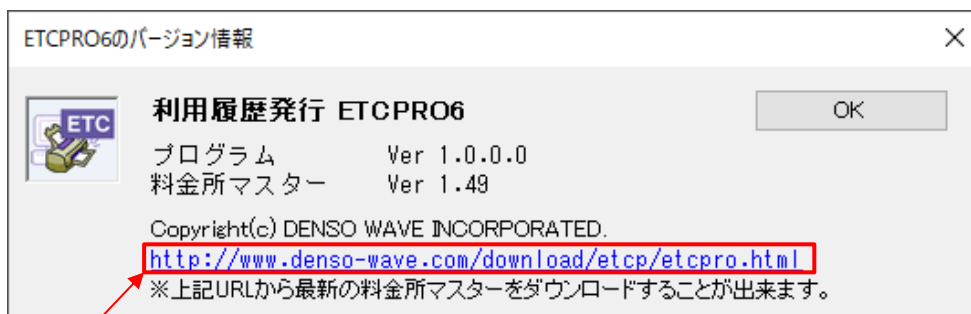 ETCPRO6のバージョン情報
ETC
利用履歴発行 ETCPRO6
OK
プログラム Ver 1.0.0.0
料金所マスター Ver 1.49
Copyright(c) DENSO WAVE INCORPORATED.
http://www.denso-wave.com/download/etcp/etcpro.html
※上記URLから最新の料金所マスターをダウンロードすることが出来ます。